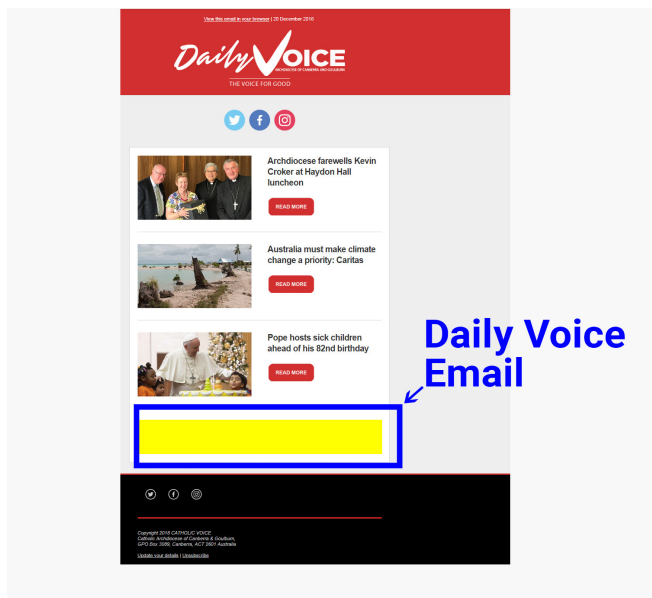 View this email in your browser | 20 December 2018
Daily VOICE
ARCHDIOCESE OF CANBERRA AND GOULBURN
THE VOICE FOR GOOD
Archdiocese farewells Kevin
Croker at Haydon Hall
luncheon
READ MORE
Australia must make climate
change a priority: Caritas
READ MORE
Pope hosts sick children
ahead of his 82nd birthday
READ MORE
Daily Voice
Email
Copyright 2018 CATHOLIC VOICE
Catholic Archdiocese of Canberra & Goulburn,
GPO Box 3089, Canberra, ACT 2601 Australia
Update your details | Unsubscribe